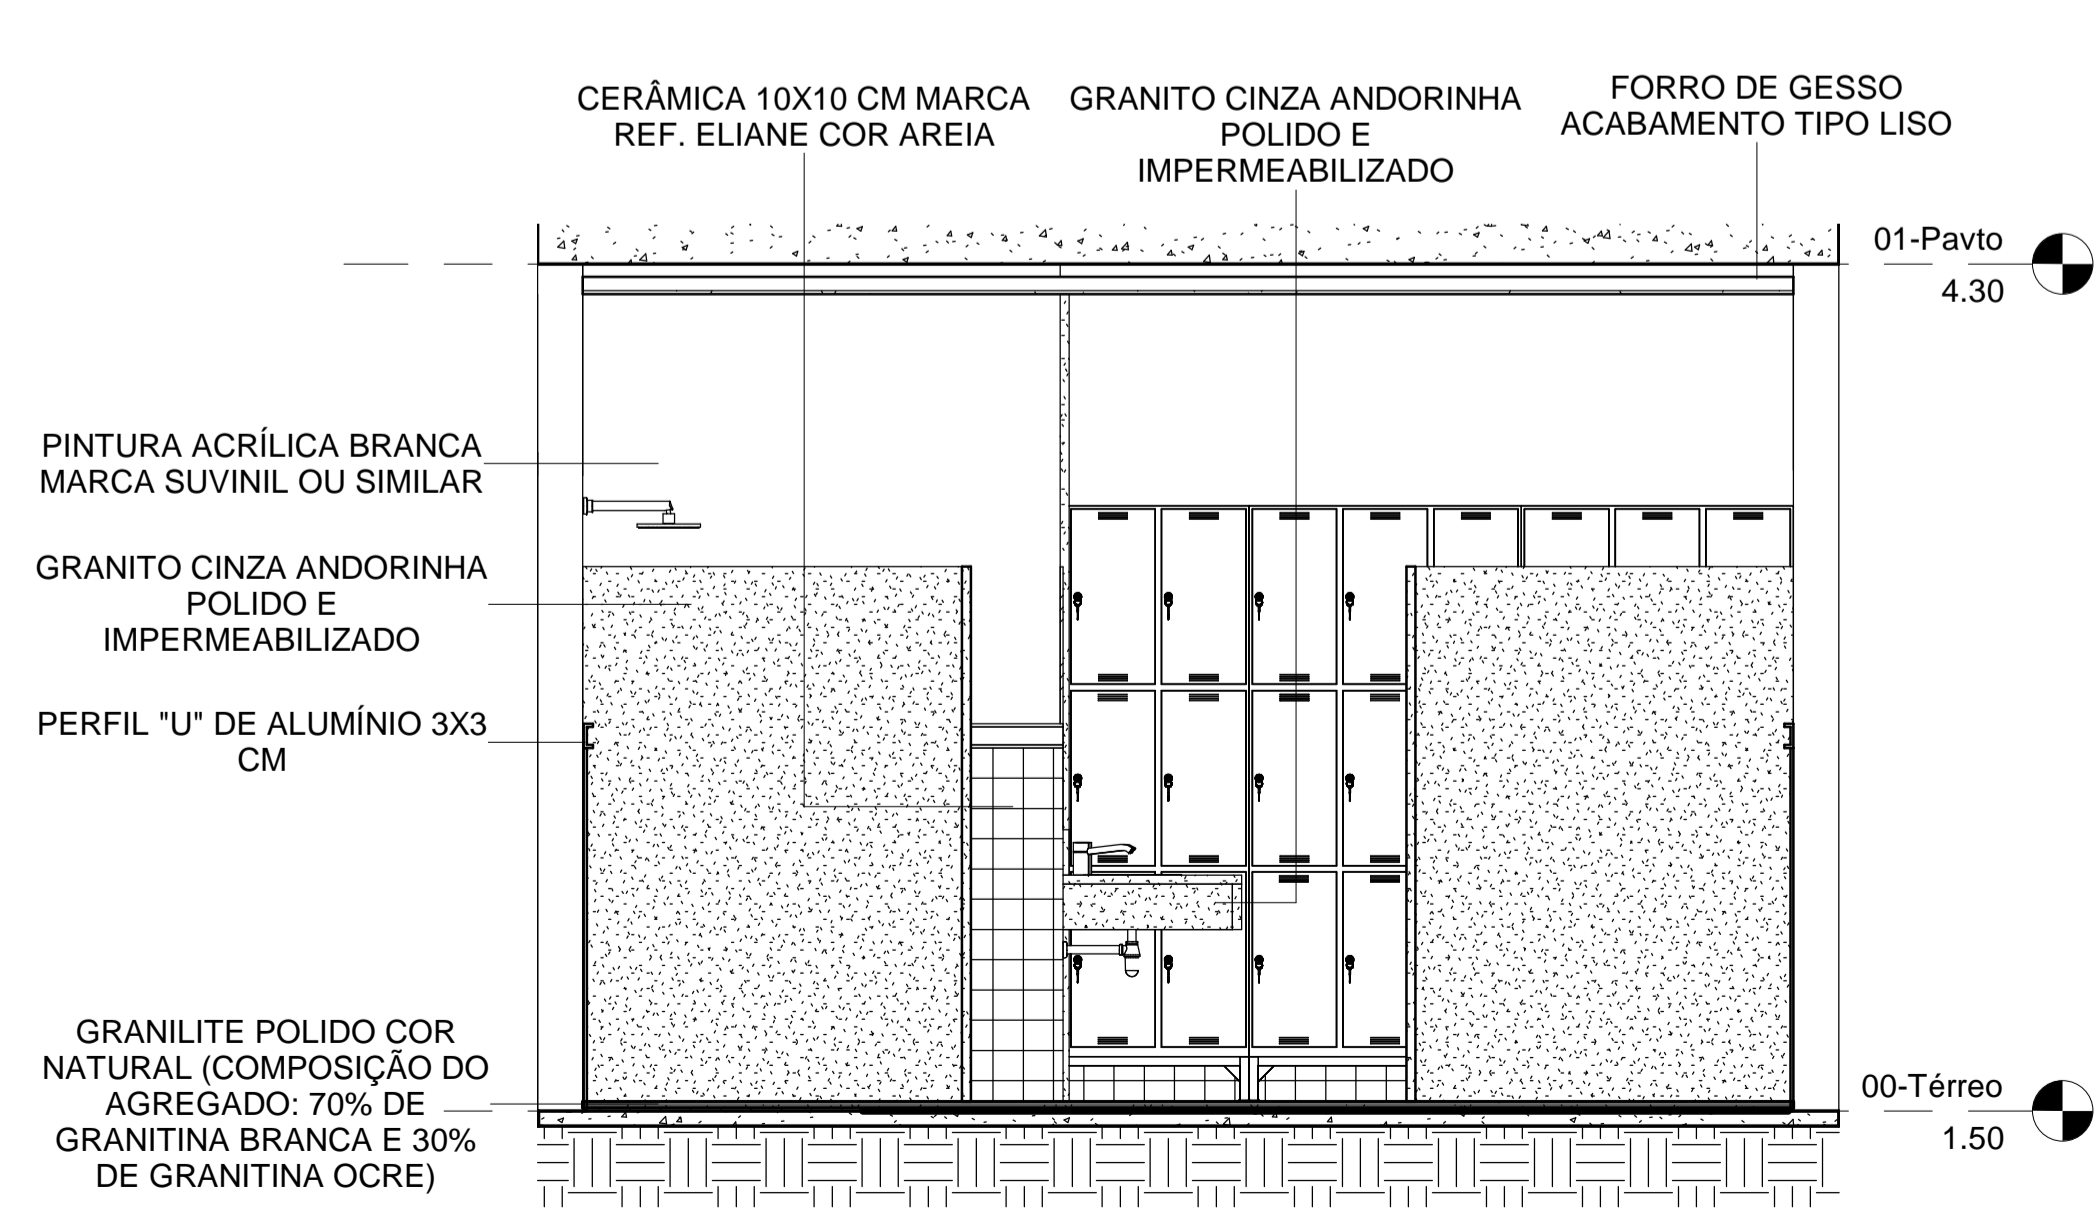 CERÂMICA 10X10 CM MARCA
REF. ELIANE COR AREIA
GRANITO CINZA ANDORINHA
POLIDO E
IMPERMEABILIZADO
FORRO DE GESSO
ACABAMENTO TIPO LISO
01-Pavto
4.30
PINTURA ACRÍLICA BRANCA
MARCA SUVINIL OU SIMILAR
GRANITO CINZA ANDORINHA
POLIDO E
IMPERMEABILIZADO
PERFIL "U" DE ALUMÍNIO 3X3
CM
GRANILITE POLIDO COR
NATURAL (COMPOSIÇÃO DO
AGREGADO: 70% DE
GRANITINA BRANCA E 30%
DE GRANITINA OCRE)
00-Térreo
1.50